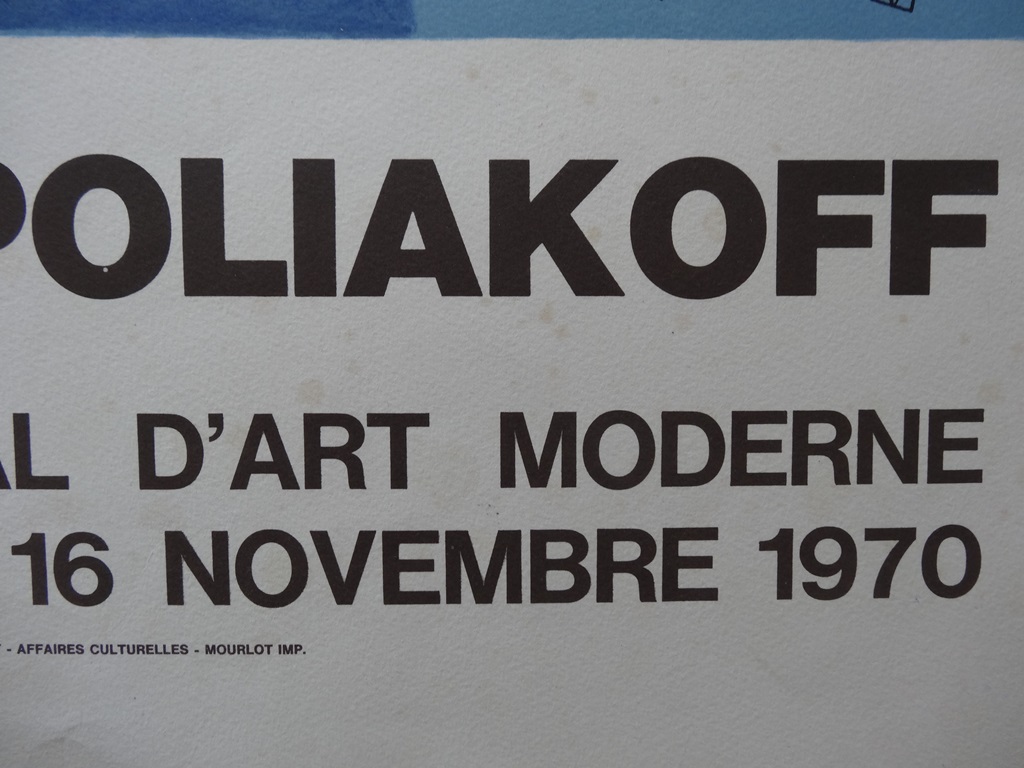 POLIAKOFF
AL D'ART MODERNE
16 NOVEMBRE 1970
- AFFAIRES CULTURELLES - MOURLOT IMP.